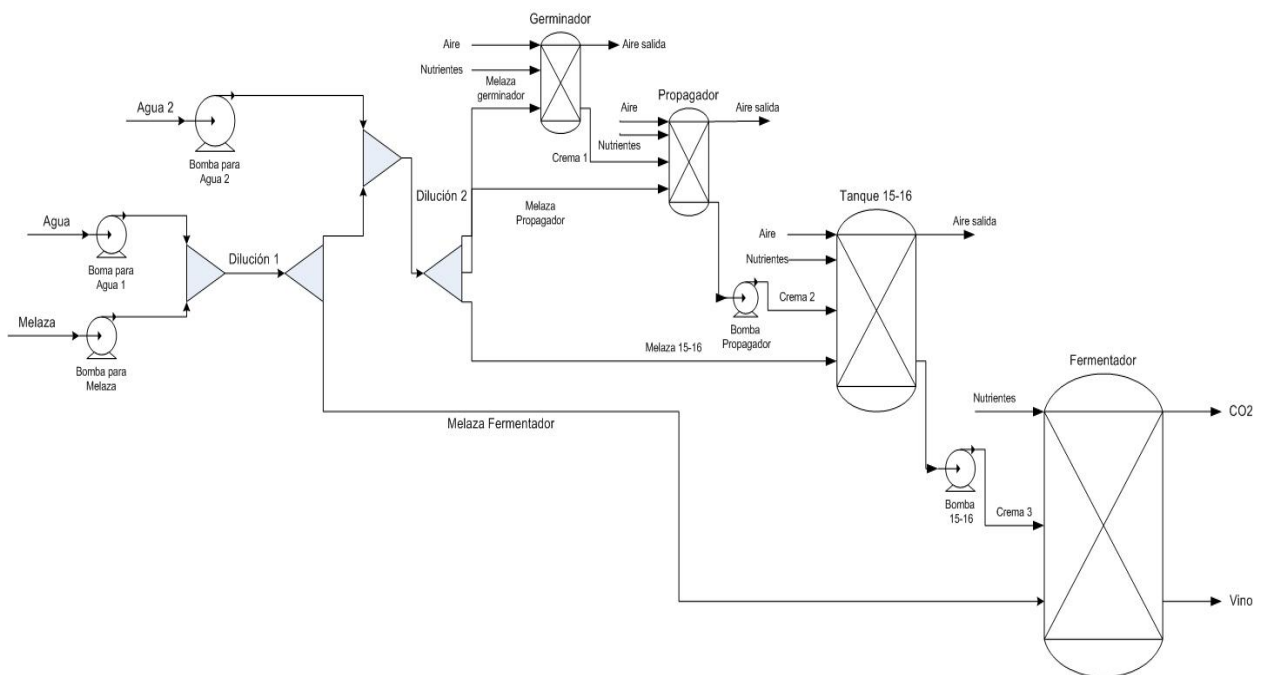 Germinador
Aire
Aire salida
Nutrientes
Melaza
germinador
Propagador
Aire
Aire salida
Nutrientes
Crema 1
Agua 2
Bomba para
Agua 2
Dilución 2
Melaza
Propagador
Tanque 15-16
Aire
Aire salida
Nutrientes
Agua
Boma para
Agua 1
Dilución 1
Crema 2
Bomba
Propagador
Melaza
Bomba para
Melaza
Melaza 15-16
Fermentador
Nutrientes
CO2
Melaza Fermentador
Bomba
15-16
Crema 3
Vino